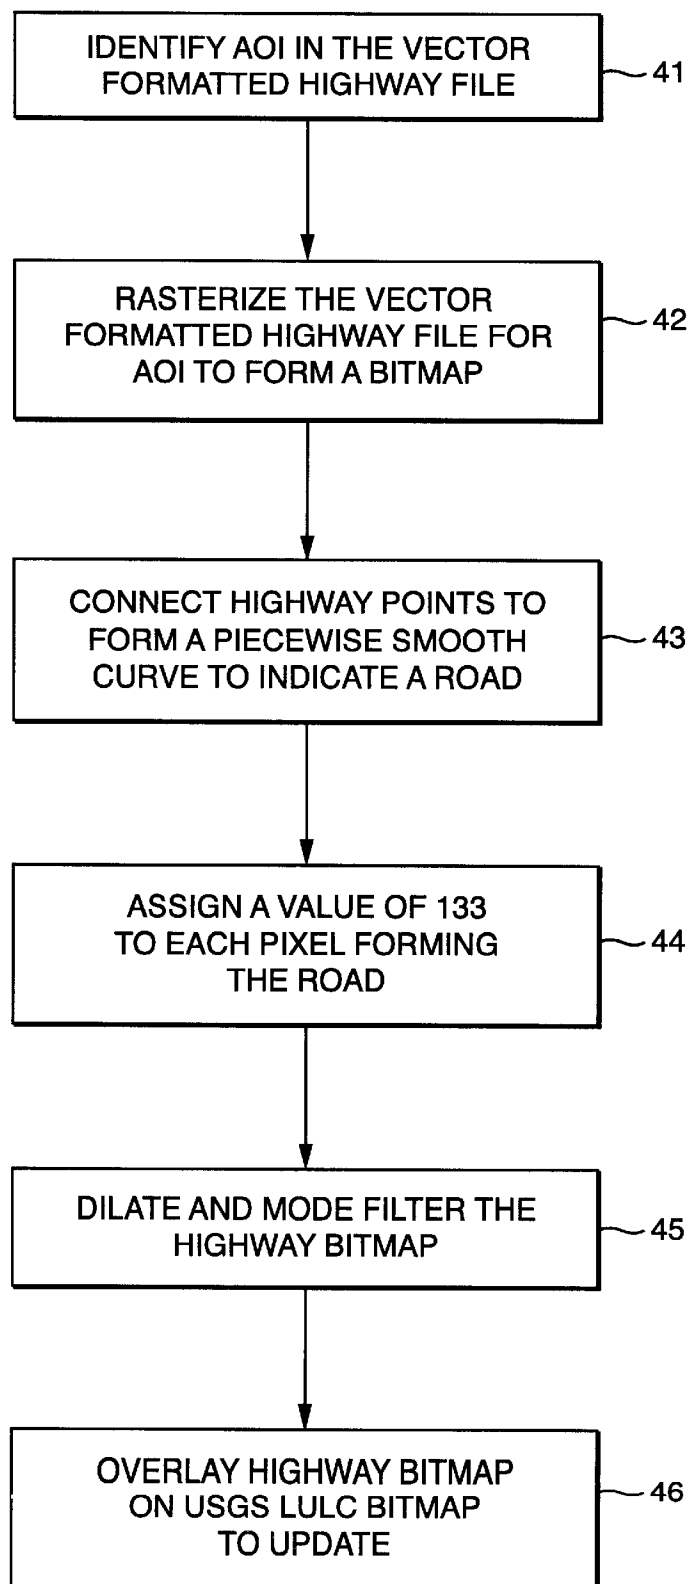 IDENTIFY AOI IN THE VECTOR
FORMATTED HIGHWAY FILE
41
RASTERIZE THE VECTOR
FORMATTED HIGHWAY FILE FOR
AOI TO FORM A BITMAP
42
CONNECT HIGHWAY POINTS TO
FORM A PIECEWISE SMOOTH
CURVE TO INDICATE A ROAD
43
ASSIGN A VALUE OF 133
TO EACH PIXEL FORMING
THE ROAD
44
DILATE AND MODE FILTER THE
HIGHWAY BITMAP
45
OVERLAY HIGHWAY BITMAP
ON USGS LULC BITMAP
TO UPDATE
46